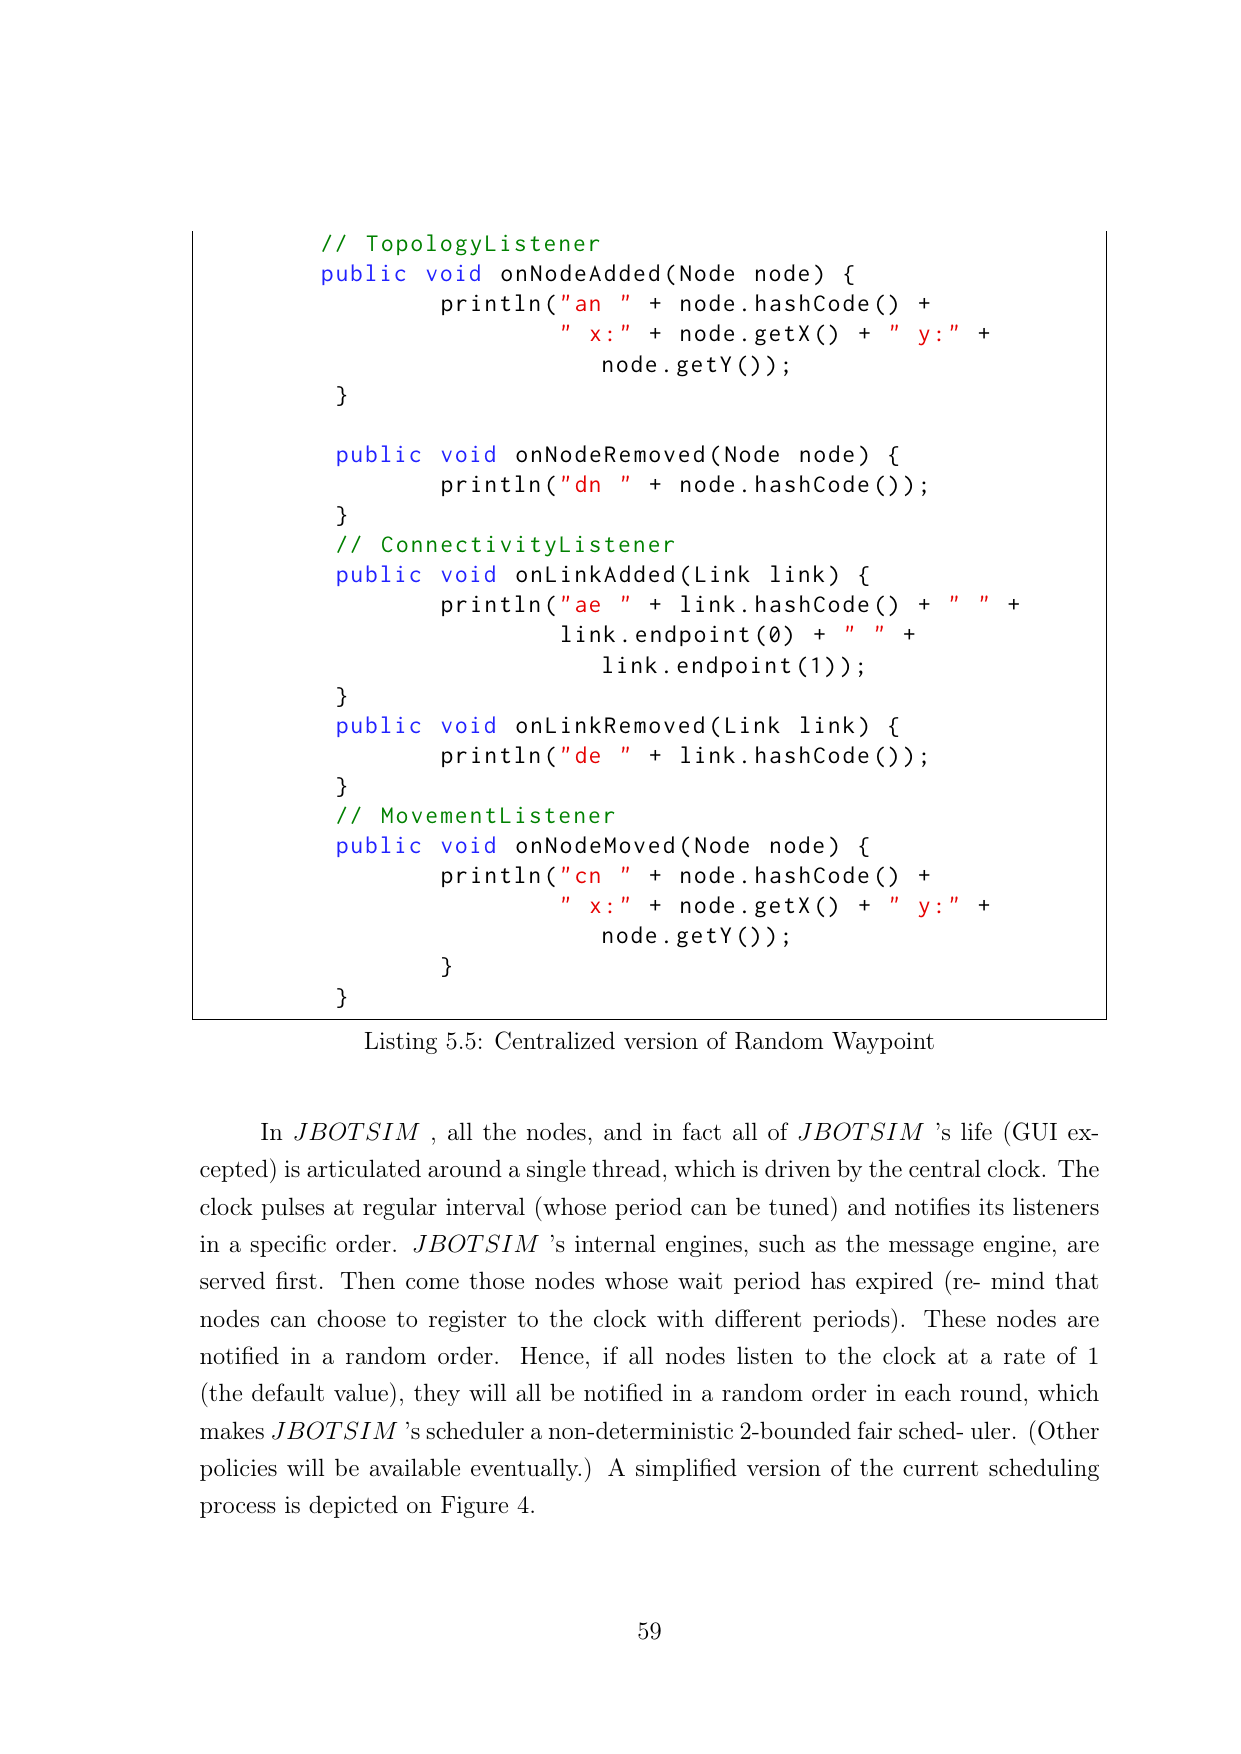 // TopologyListener
public void onNodeAdded(Node node) {
println("an " + node.hashCode() +
" x:" + node.getX() + " y:" +
node.getY());
}
public void onNodeRemoved(Node node) {
println("dn " + node.hashCode());
}
// ConnectivityListener
public void onLinkAdded(Link link) {
println("ae " + link.hashCode() + " " +
link.endpoint(0) + " " +
link.endpoint(1));
}
public void onLinkRemoved(Link link) {
println("de " + link.hashCode());
}
// MovementListener
public void onNodeMoved(Node node) {
println("cn " + node.hashCode() +
" x:" + node.getX() + " y:" +
node.getY());
}
}
Listing 5.5: Centralized version of Random Waypoint
In JBOTSIM , all the nodes, and in fact all of JBOTSIM 's life (GUI ex-
cepted) is articulated around a single thread, which is driven by the central clock. The
clock pulses at regular interval (whose period can be tuned) and notifies its listeners
in a specific order. JBOTSIM 's internal engines, such as the message engine, are
served first. Then come those nodes whose wait period has expired (re- mind that
nodes can choose to register to the clock with different periods). These nodes are
notified in a random order. Hence, if all nodes listen to the clock at a rate of 1
(the default value), they will all be notified in a random order in each round, which
makes JBOTSIM 's scheduler a non-deterministic 2-bounded fair sched- uler. (Other
policies will be available eventually.) A simplified version of the current scheduling
process is depicted on Figure 4.
59